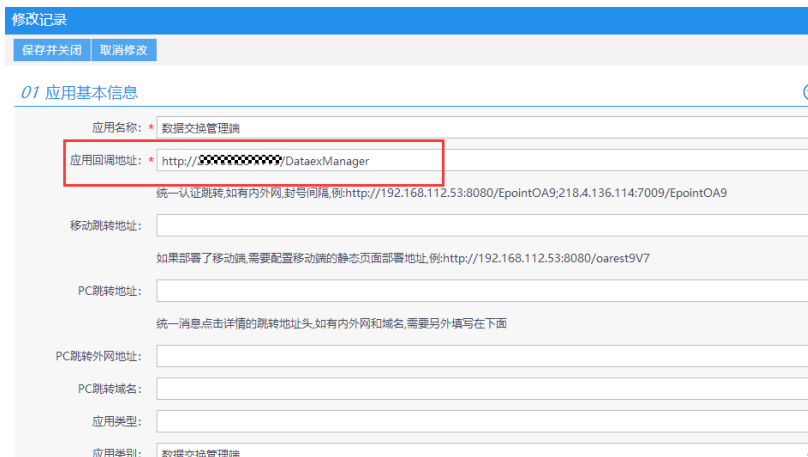 修改记录
保存并关闭 取消修改
01 应用基本信息
应用名称: * 数据交换管理端
应用回调地址: * http:// /DataexManager
统一认证跳转,如有内外网,封号间隔,例:http://192.168.112.53:8080/EpointOA9;218.4.136.114:7009/EpointOA9
移动跳转地址:
如果部署了移动端,需要配置移动端的静态页面部署地址,例:http://192.168.112.53:8080/oarest9V7
PC跳转地址:
统一消息点击详情的跳转地址头,如有内外网和域名,需要另外填写在下面
PC跳转外网地址:
PC跳转域名:
应用类型:
应用类别: 数据交换管理端